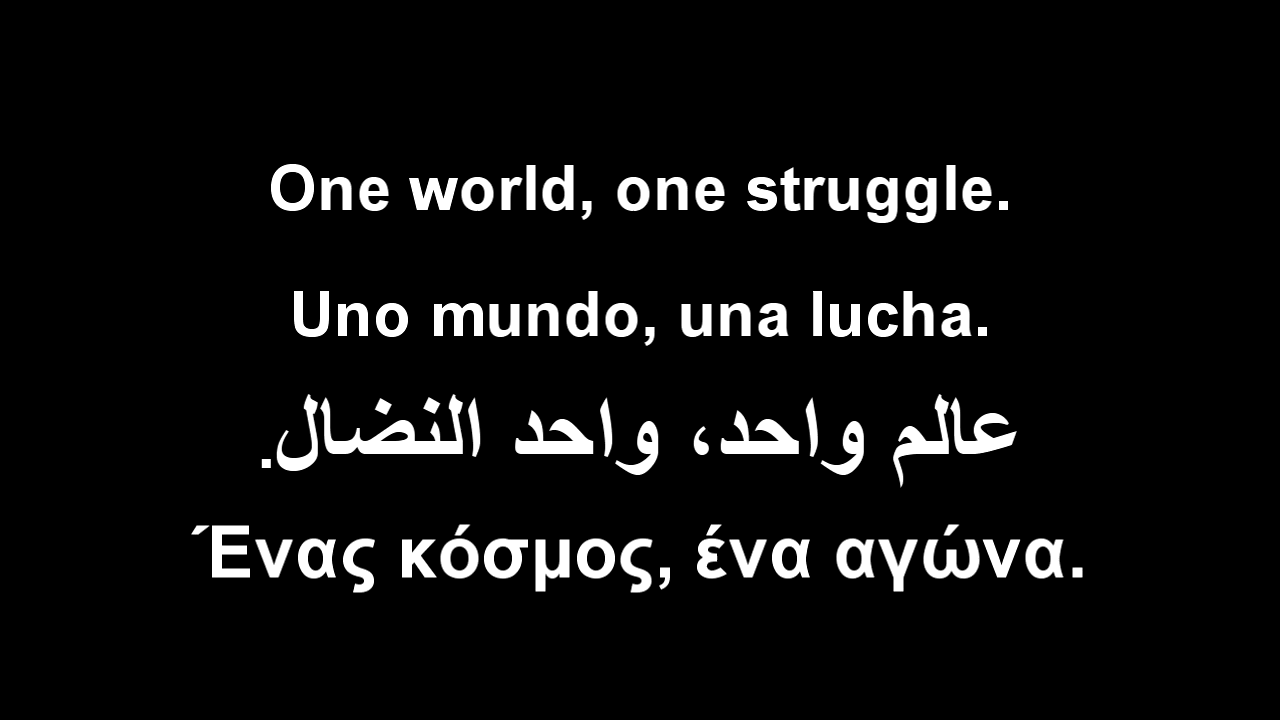 One world, one struggle.
Uno mundo, una lucha.
عالم واحد، واحد النضال.
Ένας κόσμος, ένα αγώνα.